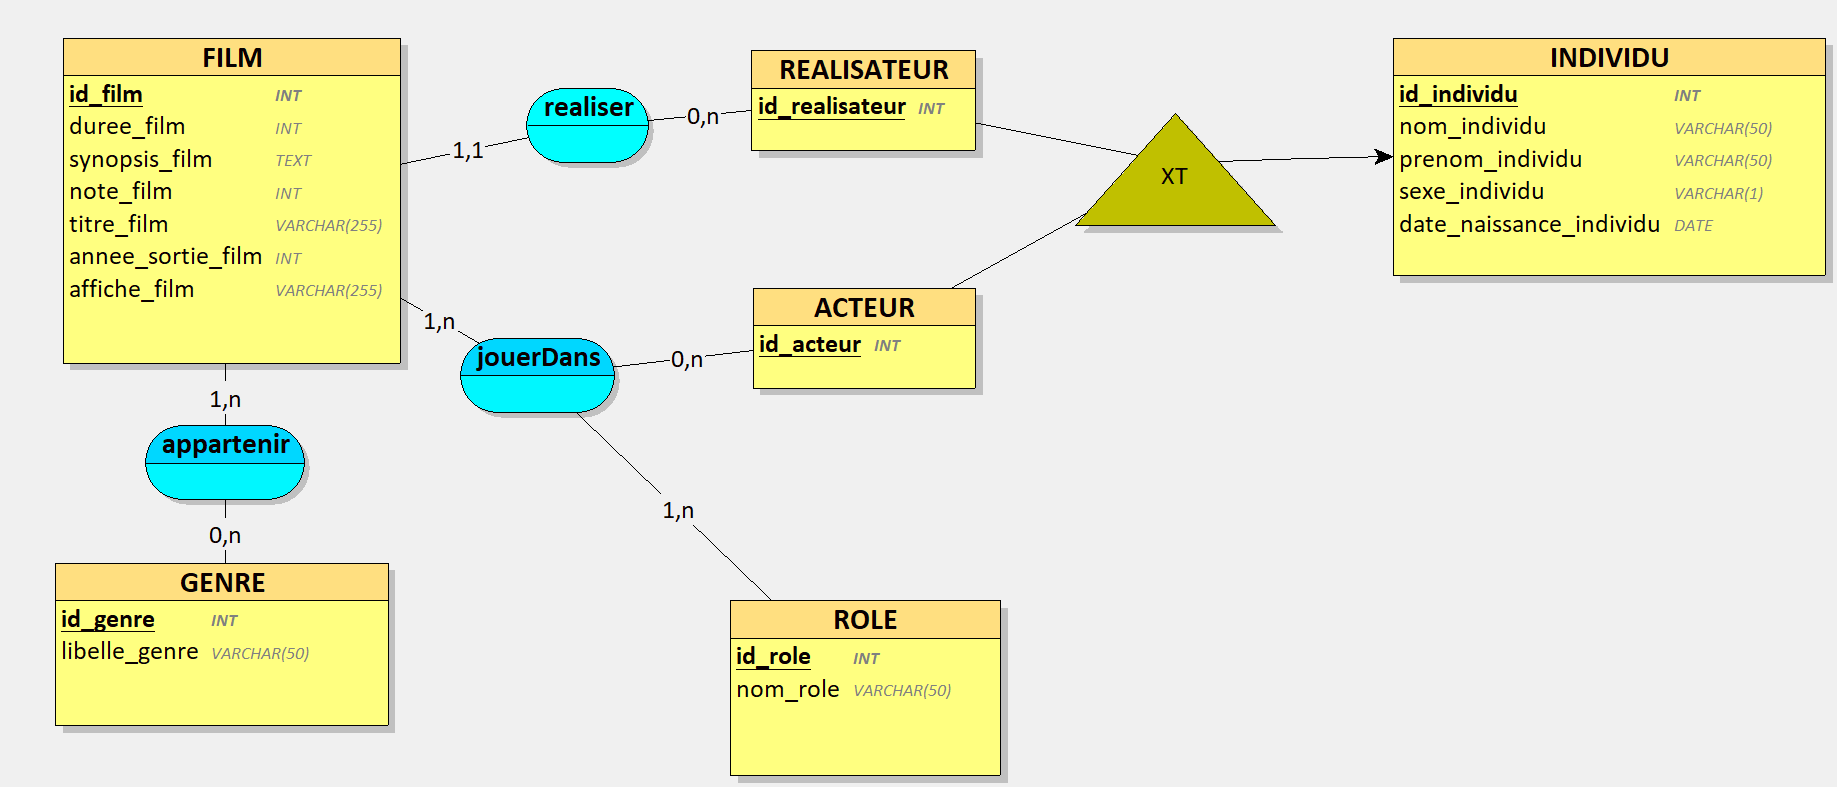 FILM
id_film INT
duree_film INT
synopsis_film TEXT
note_film INT
titre_film VARCHAR(255)
annee_sortie_film INT
affiche_film VARCHAR(255)
1,1
realiser
0,n
REALISATEUR
id_realisateur INT
XT
INDIVIDU
id_individu INT
nom_individu VARCHAR(50)
prenom_individu VARCHAR(50)
sexe_individu VARCHAR(1)
date_naissance_individu DATE
1,n
jouerDans
0,n
ACTEUR
id_acteur INT
1,n
appartenir
0,n
GENRE
id_genre INT
libelle_genre VARCHAR(50)
1,n
ROLE
id_role INT
nom_role VARCHAR(50)